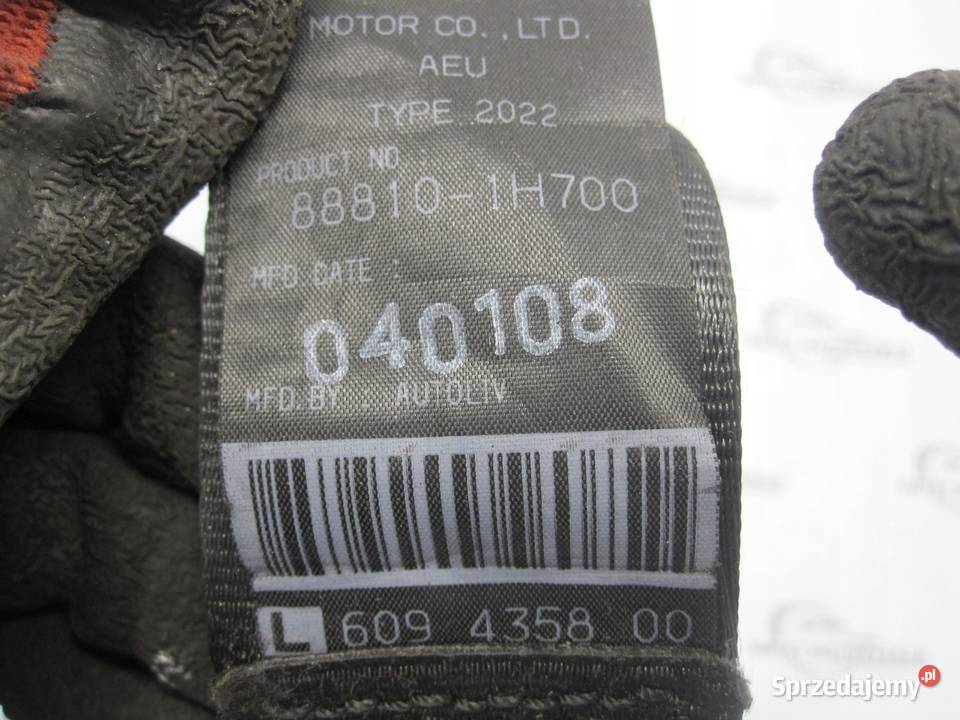 MOTOR CO.,LTD.
AEU
TYPE 2022
PRODUCT NO
88810-1H700
MFD DATE :
040108
MFD.BY : AUTOLIV
L 609 4358 00
Sprzedajemy.pl